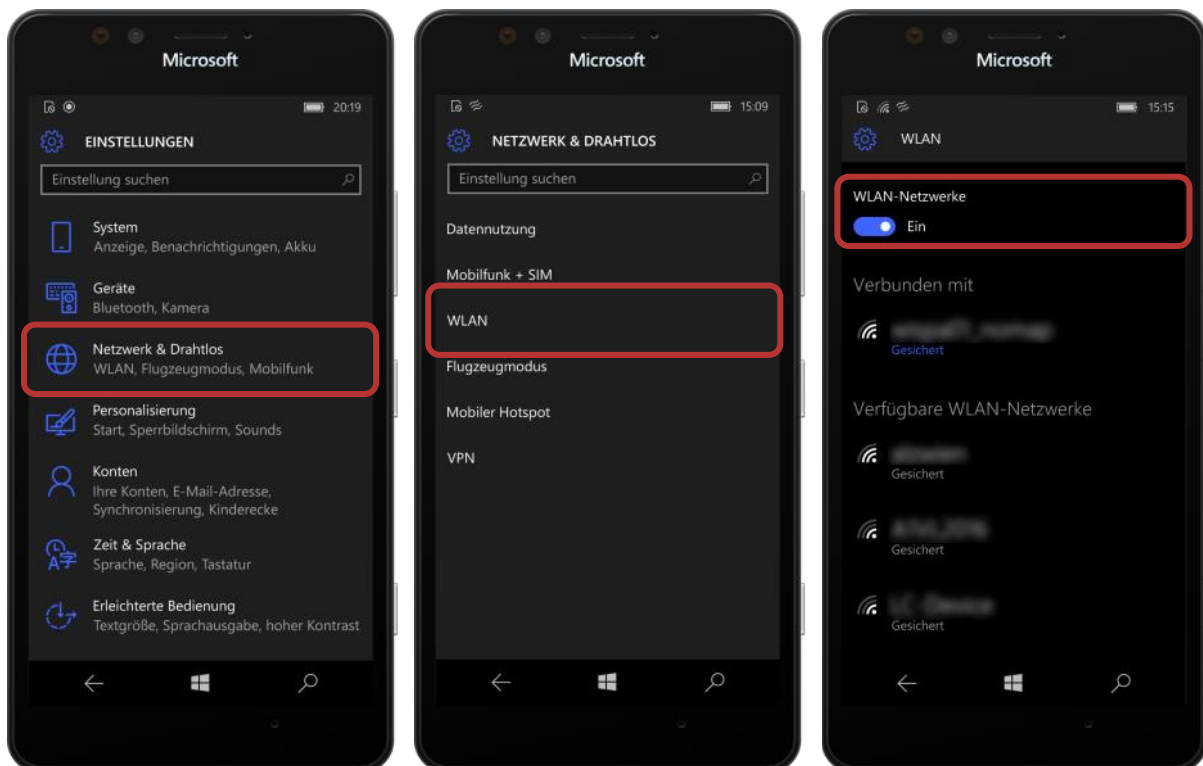 Microsoft
20:19
EINSTELLUNGEN
Einstellung suchen
System
Anzeige, Benachrichtigungen, Akku
Geräte
Bluetooth, Kamera
Netzwerk & Drahtlos
WLAN, Flugzeugmodus, Mobilfunk
Personalisierung
Start, Sperrbildschirm, Sounds
Konten
Ihre Konten, E-Mail-Adresse,
Synchronisierung, Kinderecke
Zeit & Sprache
Sprache, Region, Tastatur
Erleichterte Bedienung
Textgröße, Sprachausgabe, hoher Kontrast
Microsoft
15:09
NETZWERK & DRAHTLOS
Einstellung suchen
Datennutzung
Mobilfunk + SIM
WLAN
Flugzeugmodus
Mobiler Hotspot
VPN
Microsoft
15:15
WLAN
WLAN-Netzwerke
Ein
Verbunden mit
Gesichert
Verfügbare WLAN-Netzwerke
Gesichert
Gesichert
Gesichert